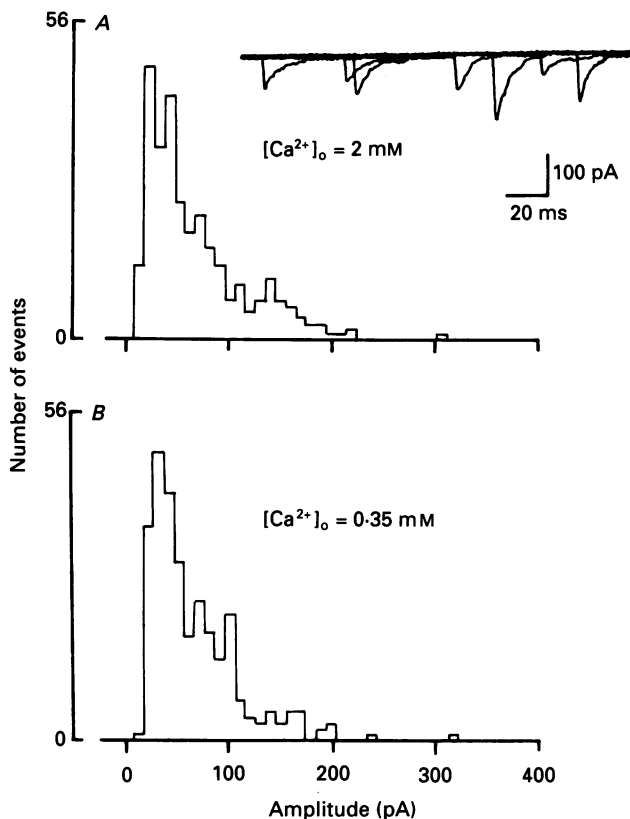 56
A
[Ca²⁺]ₒ = 2 mM
100 pA
20 ms
0
Number of events
56
B
[Ca²⁺]ₒ = 0·35 mM
0
0 100 200 300 400
Amplitude (pA)